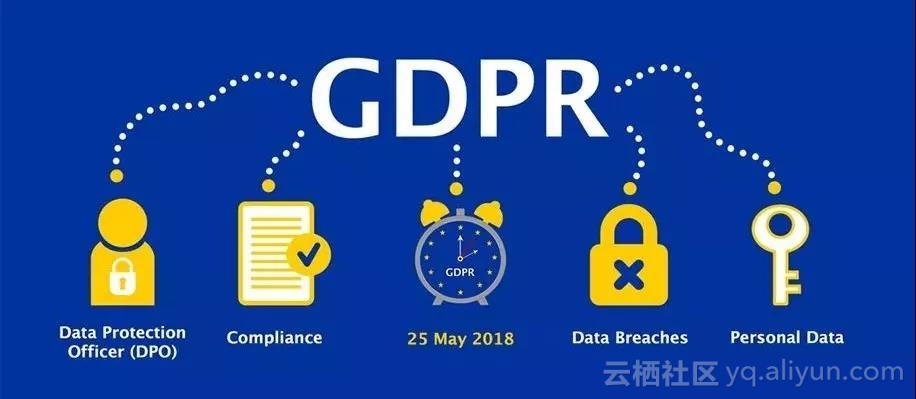 GDPR
GDPR
Data Protection
Officer (DPO)
Compliance
25 May 2018
Data Breaches
Personal Data
云栖社区 yq.aliyun.com